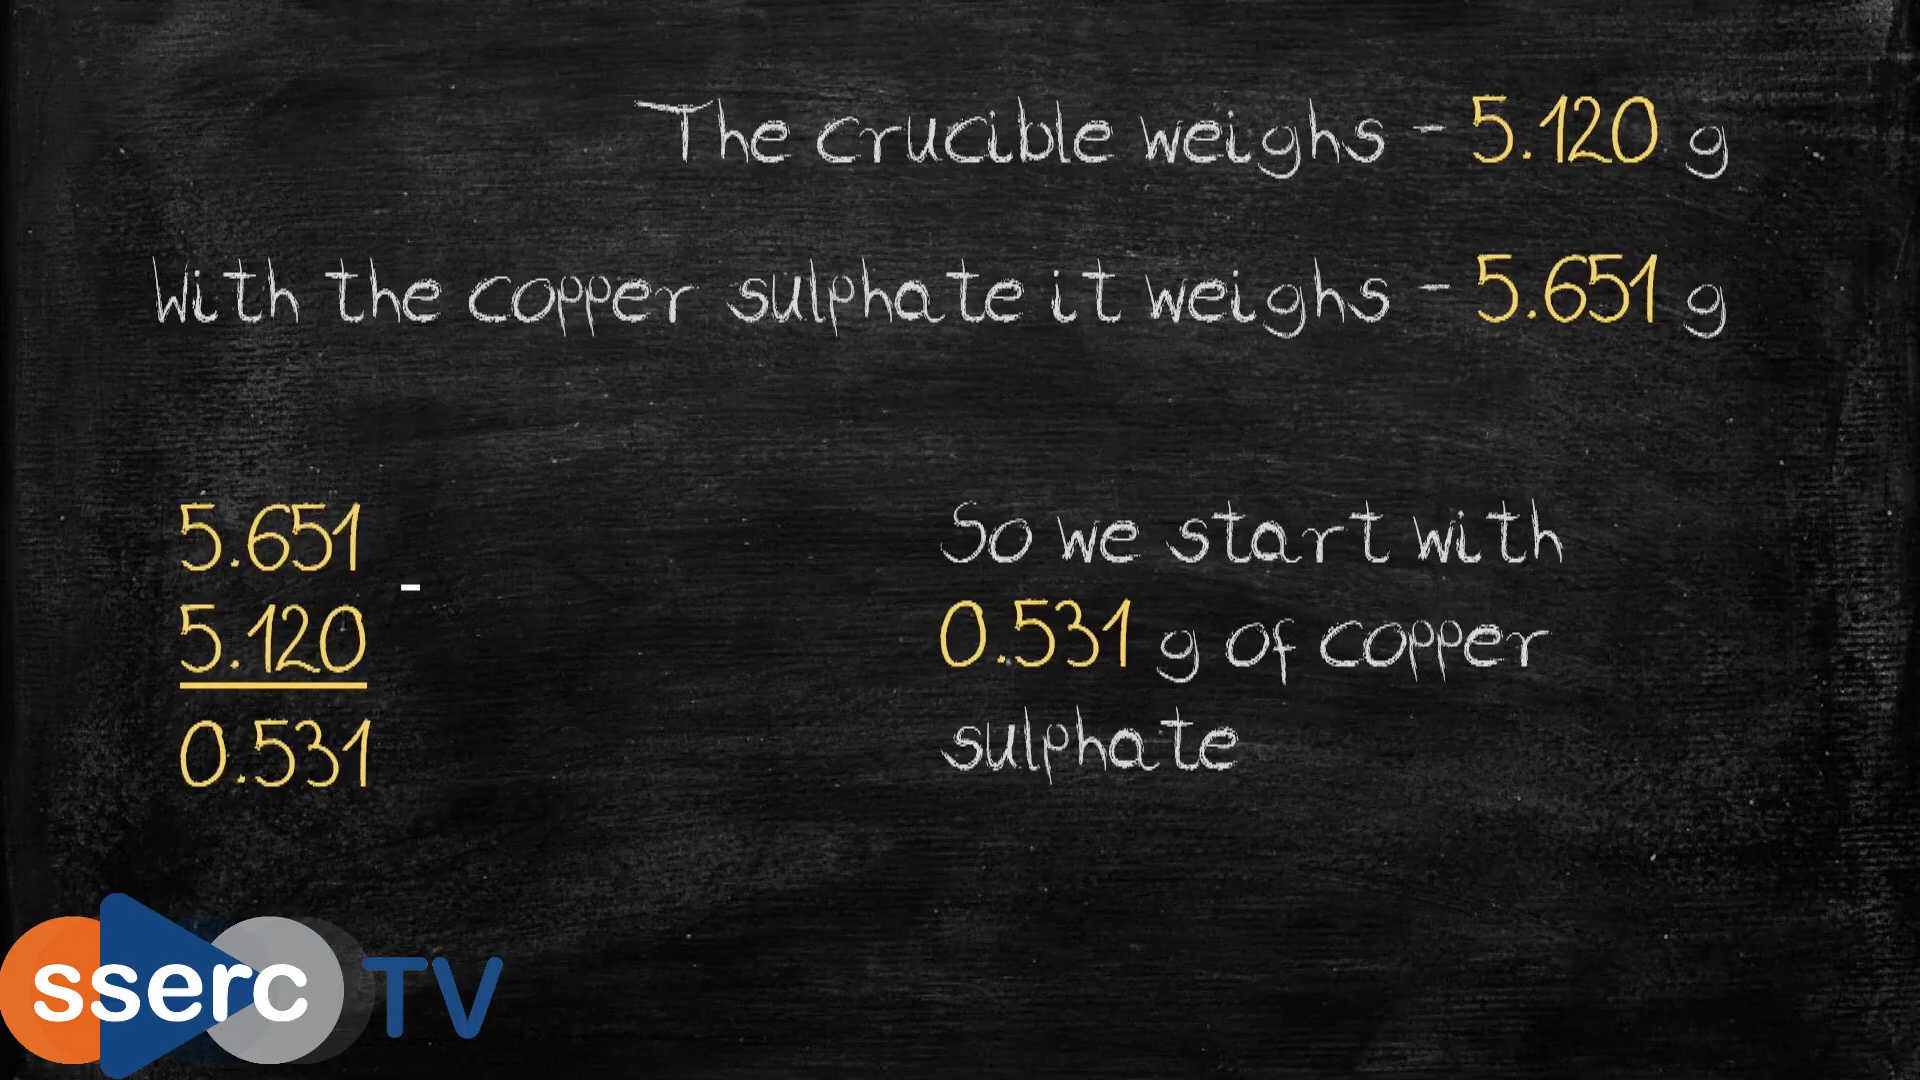 The crucible weighs - 5.120 g
With the copper sulphate it weighs - 5.651 g
5.651
-
5.120
0.531
So we start with
0.531 g of copper
sulphate
sserc TV